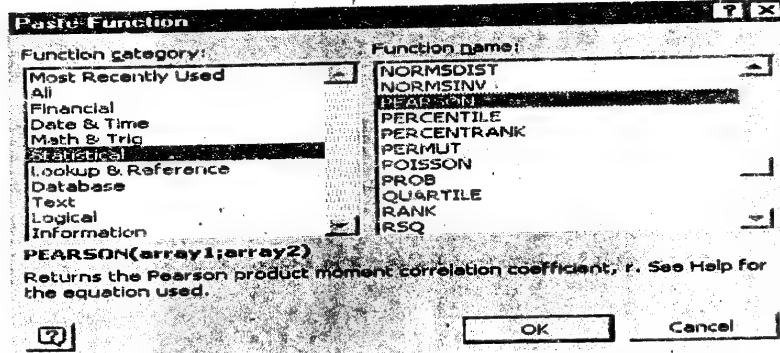 Paste Function
? X
Function category:
Most Recently Used
All
Financial
Date & Time
Math & Trig
Statistical
Lookup & Reference
Database
Text
Logical
Information
Function name:
NORMSDIST
NORMSINV
PEARSON
PERCENTILE
PERCENTRANK
PERMUT
POISSON
PROB
QUARTILE
RANK
RSQ
PEARSON(array1;array2)
Returns the Pearson product moment correlation coefficient, r. See Help for
the equation used.
?
OK
Cancel